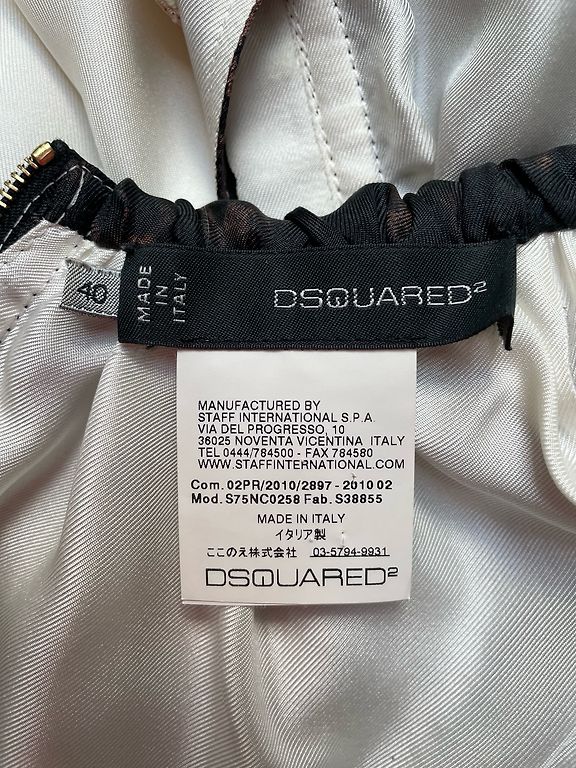 40
MADE
IN
ITALY
DSQUARED²
MANUFACTURED BY
STAFF INTERNATIONAL S.P.A.
VIA DEL PROGRESSO, 10
36025 NOVENTA VICENTINA ITALY
TEL 0444/784500 - FAX 784580
WWW.STAFFINTERNATIONAL.COM
Com. 02PR/2010/2897 - 2010 02
Mod. S75NC0258 Fab. S38855
MADE IN ITALY
イタリア製
ここのえ株式会社 03-5794-9931
DSQUARED²